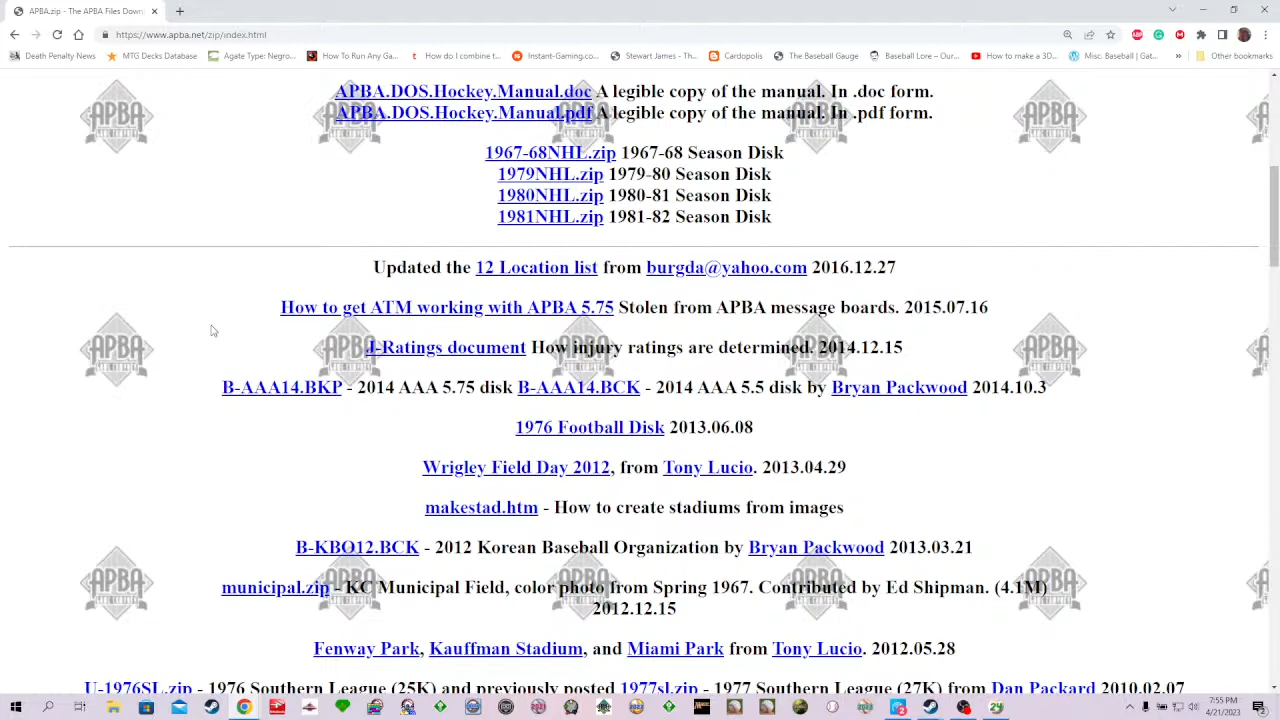 APBA.zip - The APBA Files Down
https://www.apba.net/zip/index.html
Death Penalty News MTG Decks Agate Type: Negro... How To Run Any Ga... How do I combine t... Instant-Gaming.co... Stewart James - Th... Cardopolis The Baseball Gauge Baseball Lore – Our... How to make a 3D... Misc. Baseball | Gat... » Other bookmarks
APBA.DOS.Hockey.Manual.doc A legible copy of the manual. In .doc form.
APBA.DOS.Hockey.Manual.pdf A legible copy of the manual. In .pdf form.
1967-68NHL.zip 1967-68 Season Disk
1979NHL.zip 1979-80 Season Disk
1980NHL.zip 1980-81 Season Disk
1981NHL.zip 1981-82 Season Disk
Updated the 12 Location list from burgda@yahoo.com 2016.12.27
How to get ATM working with APBA 5.75 Stolen from APBA message boards. 2015.07.16
J-Ratings document How injury ratings are determined. 2014.12.15
B-AAA14.BKP - 2014 AAA 5.75 disk B-AAA14.BCK - 2014 AAA 5.5 disk by Bryan Packwood 2014.10.3
1976 Football Disk 2013.06.08
Wrigley Field Day 2012, from Tony Lucio. 2013.04.29
makestad.htm - How to create stadiums from images
B-KBO12.BCK - 2012 Korean Baseball Organization by Bryan Packwood 2013.03.21
municipal.zip - KC Municipal Field, color photo from Spring 1967. Contributed by Ed Shipman. (4.1M)
2012.12.15
Fenway Park, Kauffman Stadium, and Miami Park from Tony Lucio. 2012.05.28
U-1976SL.zip - 1976 Southern League (25K) and previously posted 1977sl.zip - 1977 Southern League (27K) from Dan Packard 2010.02.07
7:55 PM
4/21/2023